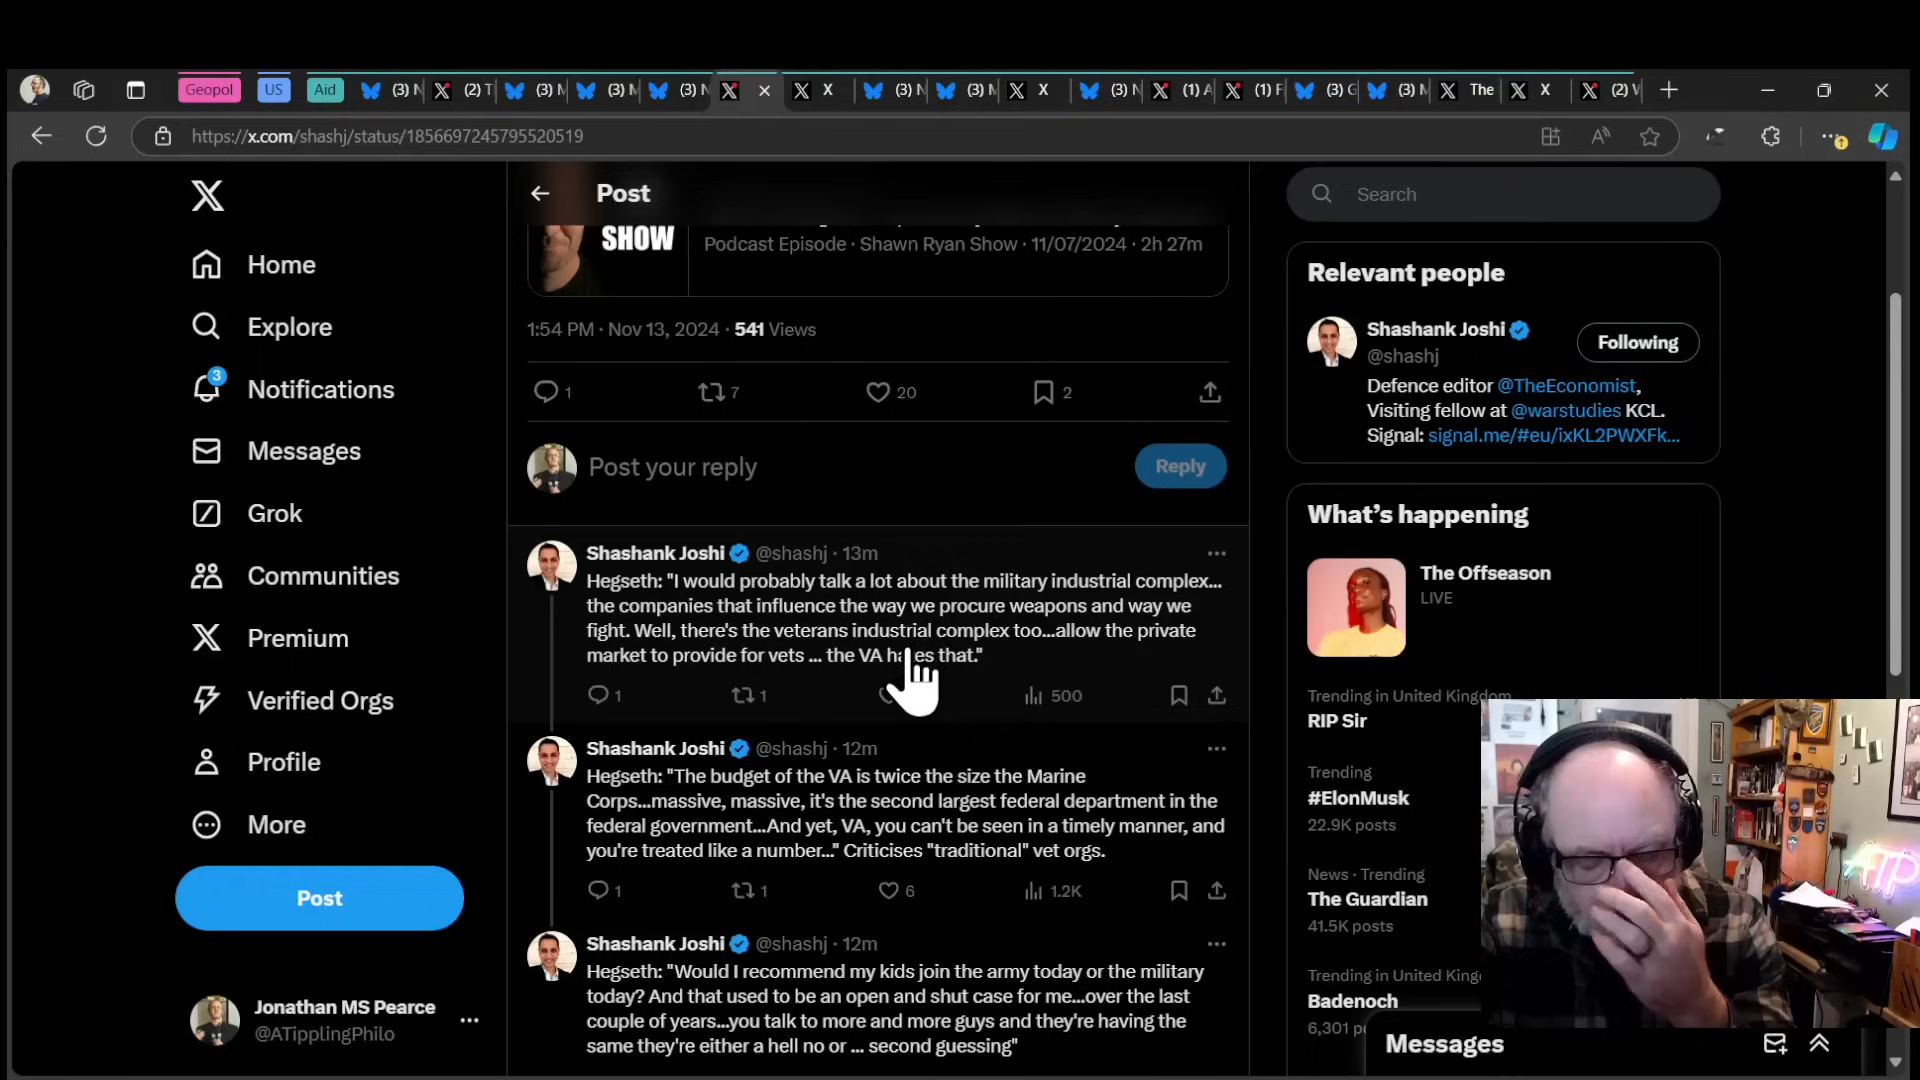 Geopol
US
Aid
(3) N
(2) T
(3) M
(3) M
(3) N
X
(3) N
(3) M
X
(3) N
(1) A
(1) F
(3) G
(3) M
The
X
(2) V
https://x.com/shashj/status/1856697245795520519
Home
Explore
3
Notifications
Messages
Grok
Communities
Premium
Verified Orgs
Profile
More
Post
Jonathan MS Pearce
@ATipplingPhilo
Post
SHOW
Podcast Episode · Shawn Ryan Show · 11/07/2024 · 2h 27m
1:54 PM · Nov 13, 2024 · 541 Views
1
7
20
2
Post your reply
Reply
Shashank Joshi @shashj · 13m
Hegseth: "I would probably talk a lot about the military industrial complex...
the companies that influence the way we procure weapons and way we
fight. Well, there's the veterans industrial complex too...allow the private
market to provide for vets ... the VA hates that."
1
1
500
Shashank Joshi @shashj · 12m
Hegseth: "The budget of the VA is twice the size the Marine
Corps...massive, massive, it's the second largest federal department in the
federal government...And yet, VA, you can't be seen in a timely manner, and
you're treated like a number..." Criticises "traditional" vet orgs.
1
1
6
1.2K
Shashank Joshi @shashj · 12m
Hegseth: "Would I recommend my kids join the army today or the military
today? And that used to be an open and shut case for me...over the last
couple of years...you talk to more and more guys and they're having the
same they're either a hell no or ... second guessing"
Search
Relevant people
Shashank Joshi
@shashj
Following
Defence editor @TheEconomist,
Visiting fellow at @warstudies KCL.
Signal: signal.me/#eu/ixKL2PWXFk...
What's happening
The Offseason
LIVE
Trending in United Kingdom
RIP Sir
Trending
#ElonMusk
22.9K posts
News · Trending
The Guardian
41.5K posts
Trending in United King
Badenoch
6,301 po
Messages
ATP